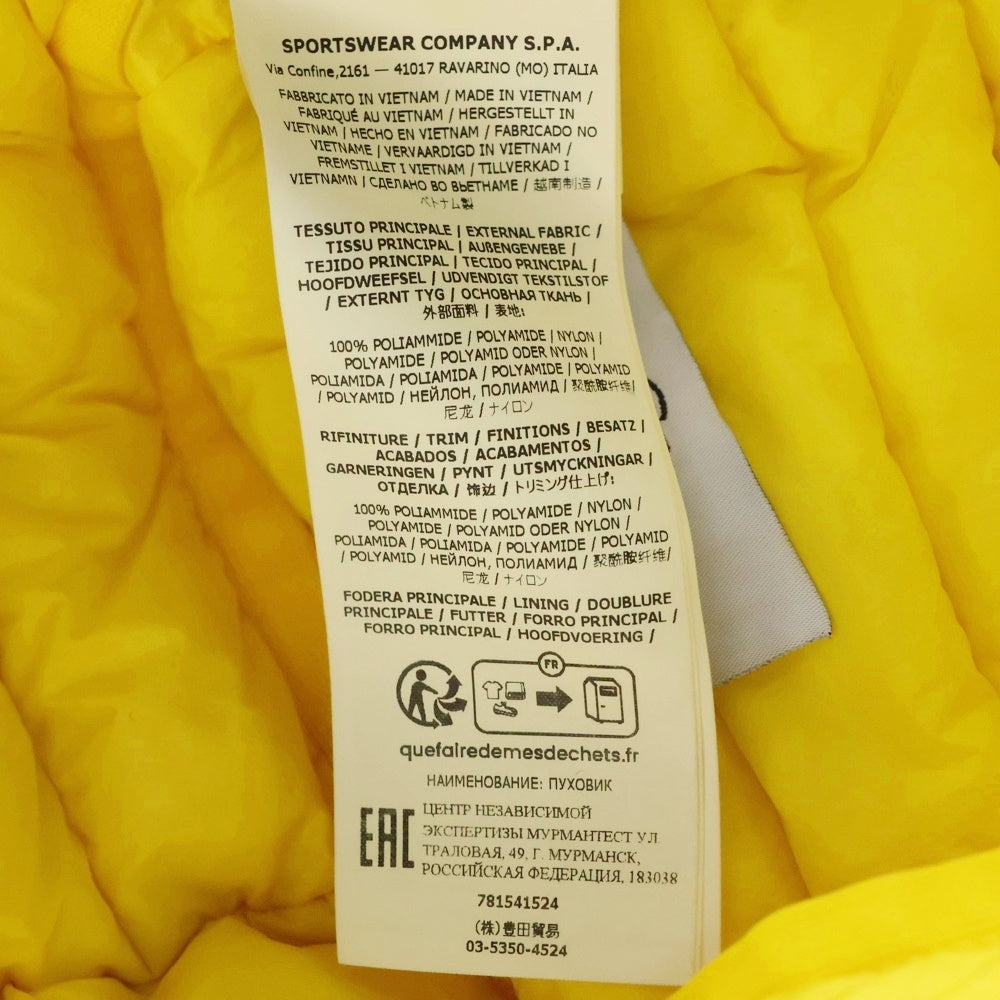 SPORTSWEAR COMPANY S.P.A.
Via Confine,2161 — 41017 RAVARINO (MO) ITALIA
FABBRICATO IN VIETNAM / MADE IN VIETNAM /
FABRIQUÉ AU VIETNAM / HERGESTELLT IN
VIETNAM / HECHO EN VIETNAM / FABRICADO NO
VIETNAME / VERVAARDIGD IN VIETNAM /
FREMSTILLET I VIETNAM / TILLVERKAD I
VIETNAMN / СДЕЛАНО ВО ВЬЕТНАМЕ / 越南制造 /
ベトナム製
TESSUTO PRINCIPALE / EXTERNAL FABRIC /
TISSU PRINCIPAL / AUßENGEWEBE /
TEJIDO PRINCIPAL / TECIDO PRINCIPAL /
HOOFDWEEFSEL / UDVENDIGT TEKSTILSTOF
/ EXTERNT TYG / ОСНОВНАЯ ТКАНЬ /
外部面料 / 表地:
100% POLIAMMIDE / POLYAMIDE / NYLON /
POLYAMIDE / POLYAMID ODER NYLON /
POLIAMIDA / POLIAMIDA / POLYAMIDE / POLYAMID
/ POLYAMID / НЕЙЛОН, ПОЛИАМИД / 聚酰胺纤维/
尼龙 / ナイロン
RIFINITURE / TRIM / FINITIONS / BESATZ /
ACABADOS / ACABAMENTOS /
GARNERINGEN / PYNT / UTSMYCKNINGAR /
ОТДЕЛКА / 饰边 / トリミング仕上げ:
100% POLIAMMIDE / POLYAMIDE / NYLON /
POLYAMIDE / POLYAMID ODER NYLON /
POLIAMIDA / POLIAMIDA / POLYAMIDE / POLYAMID
/ POLYAMID / НЕЙЛОН, ПОЛИАМИД / 聚酰胺纤维/
尼龙 / ナイロン
FODERA PRINCIPALE / LINING / DOUBLURE
PRINCIPALE / FUTTER / FORRO PRINCIPAL /
FORRO PRINCIPAL / HOOFDVOERING /
FR
quefairedemesdechets.fr
НАИМЕНОВАНИЕ: ПУХОВИК
EAC
ЦЕНТР НЕЗАВИСИМОЙ
ЭКСПЕРТИЗЫ МУРМАНТЕСТ УЛ.
ТРАЛОВАЯ, 49, Г. МУРМАНСК,
РОССИЙСКАЯ ФЕДЕРАЦИЯ, 183038
781541524
(株)豊田貿易
03-5350-4524